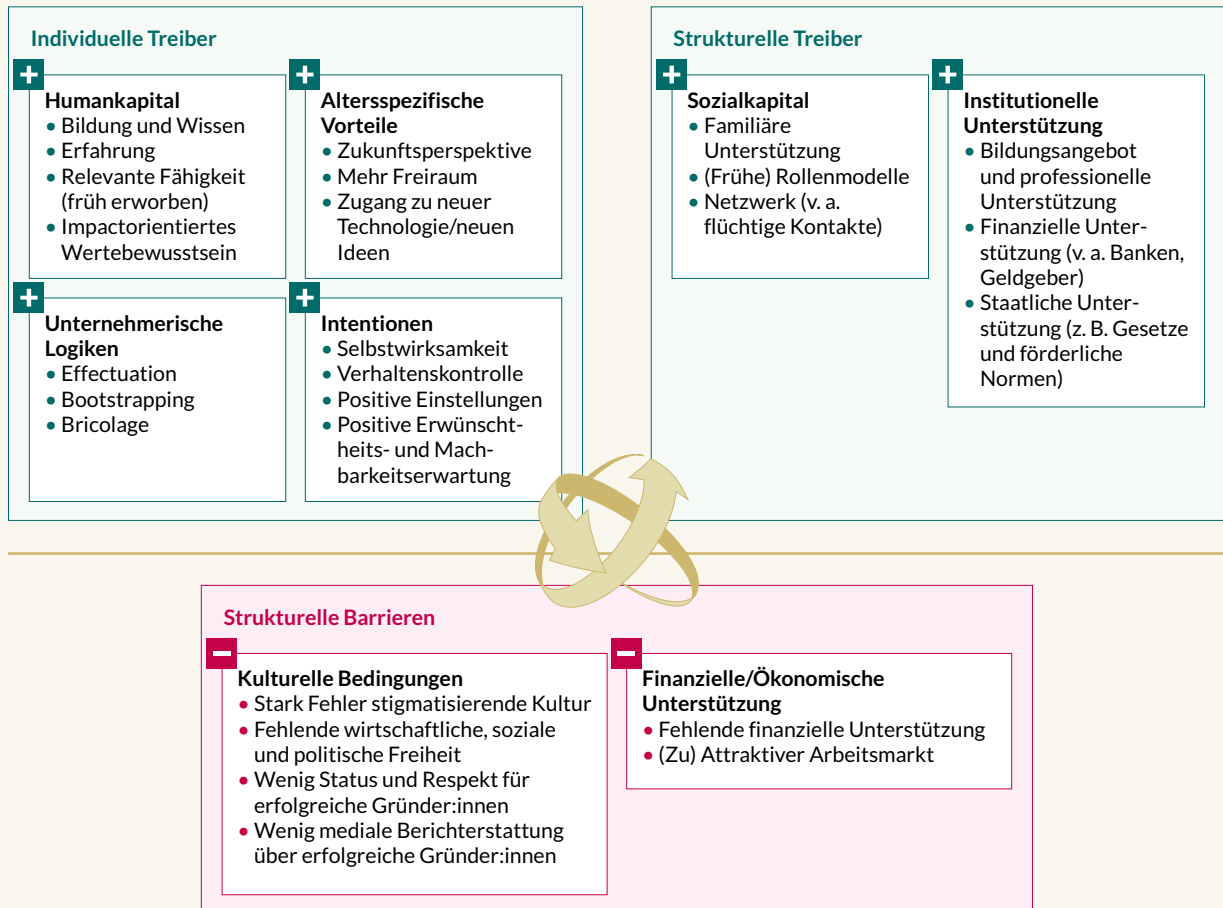 Individuelle Treiber
Humankapital
• Bildung und Wissen
• Erfahrung
• Relevante Fähigkeit
(früh erworben)
• Impactorientiertes
Wertebewusstsein
Altersspezifische
Vorteile
• Zukunftsperspektive
• Mehr Freiraum
• Zugang zu neuer
Technologie/neuen
Ideen
Unternehmerische
Logiken
• Effectuation
• Bootstrapping
• Bricolage
Intentionen
• Selbstwirksamkeit
• Verhaltenskontrolle
• Positive Einstellungen
• Positive Erwünscht-
heits- und Mach-
barkeitserwartung
Strukturelle Treiber
Sozialkapital
• Familiäre
Unterstützung
• (Frühe) Rollenmodelle
• Netzwerk (v. a.
flüchtige Kontakte)
Institutionelle
Unterstützung
• Bildungsangebot
und professionelle
Unterstützung
• Finanzielle Unter-
stützung (v. a. Banken,
Geldgeber)
• Staatliche Unter-
stützung (z. B. Gesetze
und förderliche
Normen)
Strukturelle Barrieren
Kulturelle Bedingungen
• Stark Fehler stigmatisierende Kultur
• Fehlende wirtschaftliche, soziale
und politische Freiheit
• Wenig Status und Respekt für
erfolgreiche Gründer:innen
• Wenig mediale Berichterstattung
über erfolgreiche Gründer:innen
Finanzielle/Ökonomische
Unterstützung
• Fehlende finanzielle Unterstützung
• (Zu) Attraktiver Arbeitsmarkt